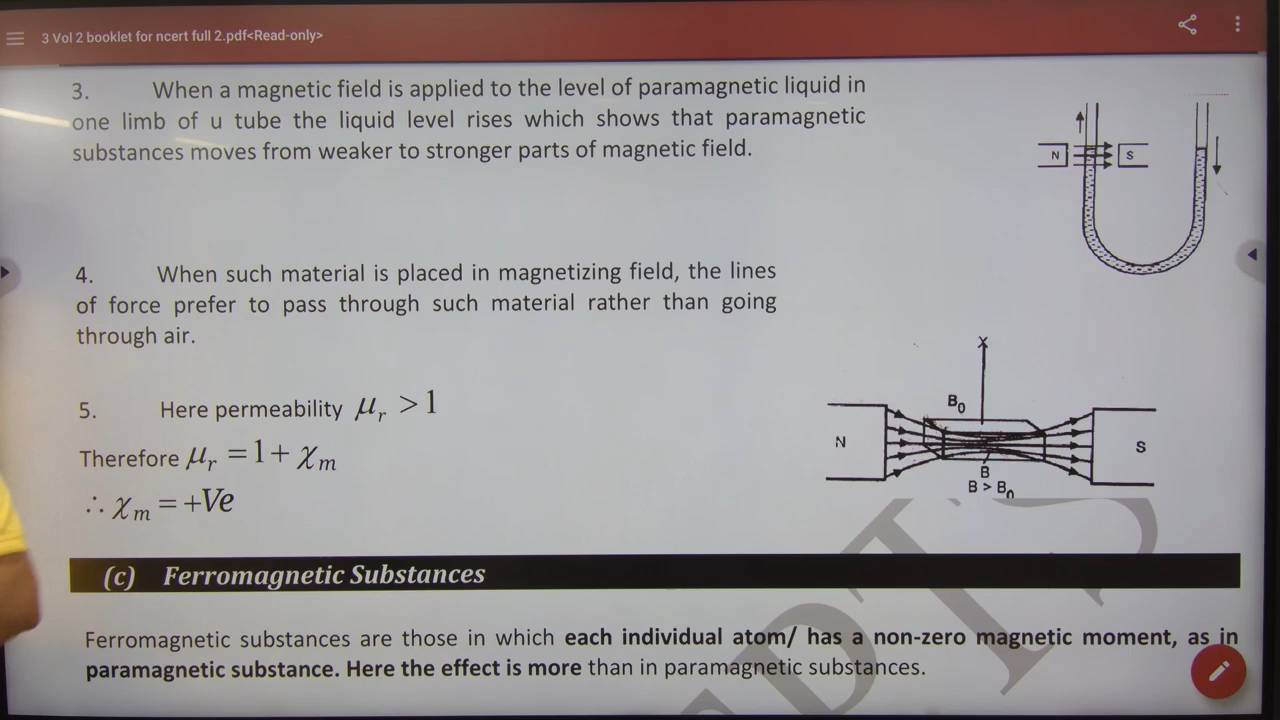 3 Vol 2 booklet for ncert full 2.pdf<Read-only>
3. When a magnetic field is applied to the level of paramagnetic liquid in
one limb of u tube the liquid level rises which shows that paramagnetic
substances moves from weaker to stronger parts of magnetic field.
N S
4. When such material is placed in magnetizing field, the lines
of force prefer to pass through such material rather than going
through air.
X
B₀
N S
B
B > B₀
5. Here permeability μᵣ > 1
Therefore μᵣ = 1 + χₘ
∴ χₘ = +Ve
(c) Ferromagnetic Substances
Ferromagnetic substances are those in which each individual atom/ has a non-zero magnetic moment, as in
paramagnetic substance. Here the effect is more than in paramagnetic substances.